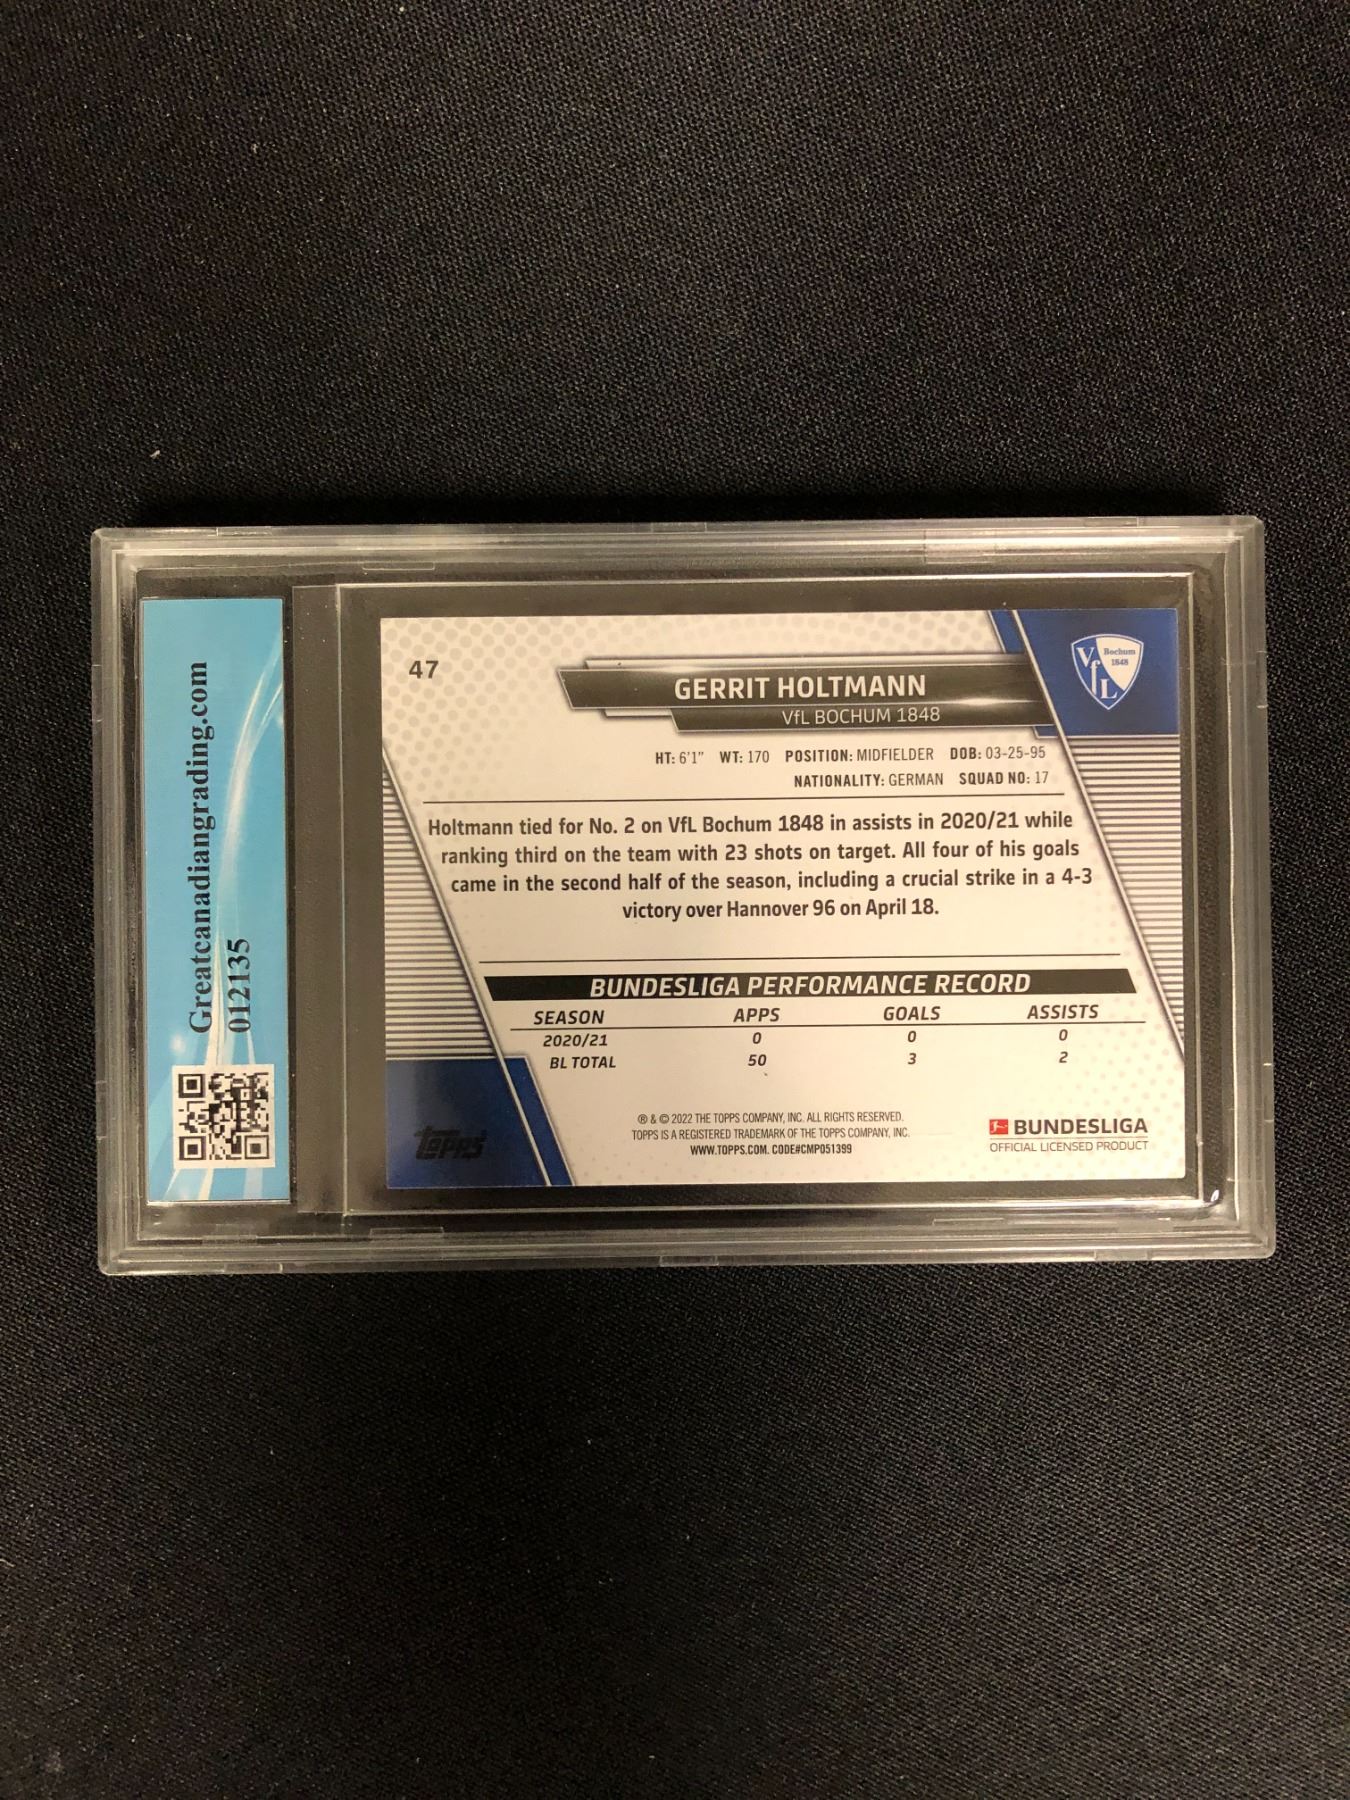 Greatcanadiangrading.com
012135
47
GERRIT HOLTMANN
VfL BOCHUM 1848
VfL Bochum 1848
HT: 6'1" WT: 170 POSITION: MIDFIELDER DOB: 03-25-95
NATIONALITY: GERMAN SQUAD NO: 17
Holtmann tied for No. 2 on VfL Bochum 1848 in assists in 2020/21 while
ranking third on the team with 23 shots on target. All four of his goals
came in the second half of the season, including a crucial strike in a 4-3
victory over Hannover 96 on April 18.
BUNDESLIGA PERFORMANCE RECORD
SEASON APPS GOALS ASSISTS
2020/21 0 0 0
BL TOTAL 50 3 2
® & © 2022 THE TOPPS COMPANY, INC. ALL RIGHTS RESERVED.
TOPPS IS A REGISTERED TRADEMARK OF THE TOPPS COMPANY, INC.
WWW.TOPPS.COM. CODE#CMP051399
topps
BUNDESLIGA
OFFICIAL LICENSED PRODUCT